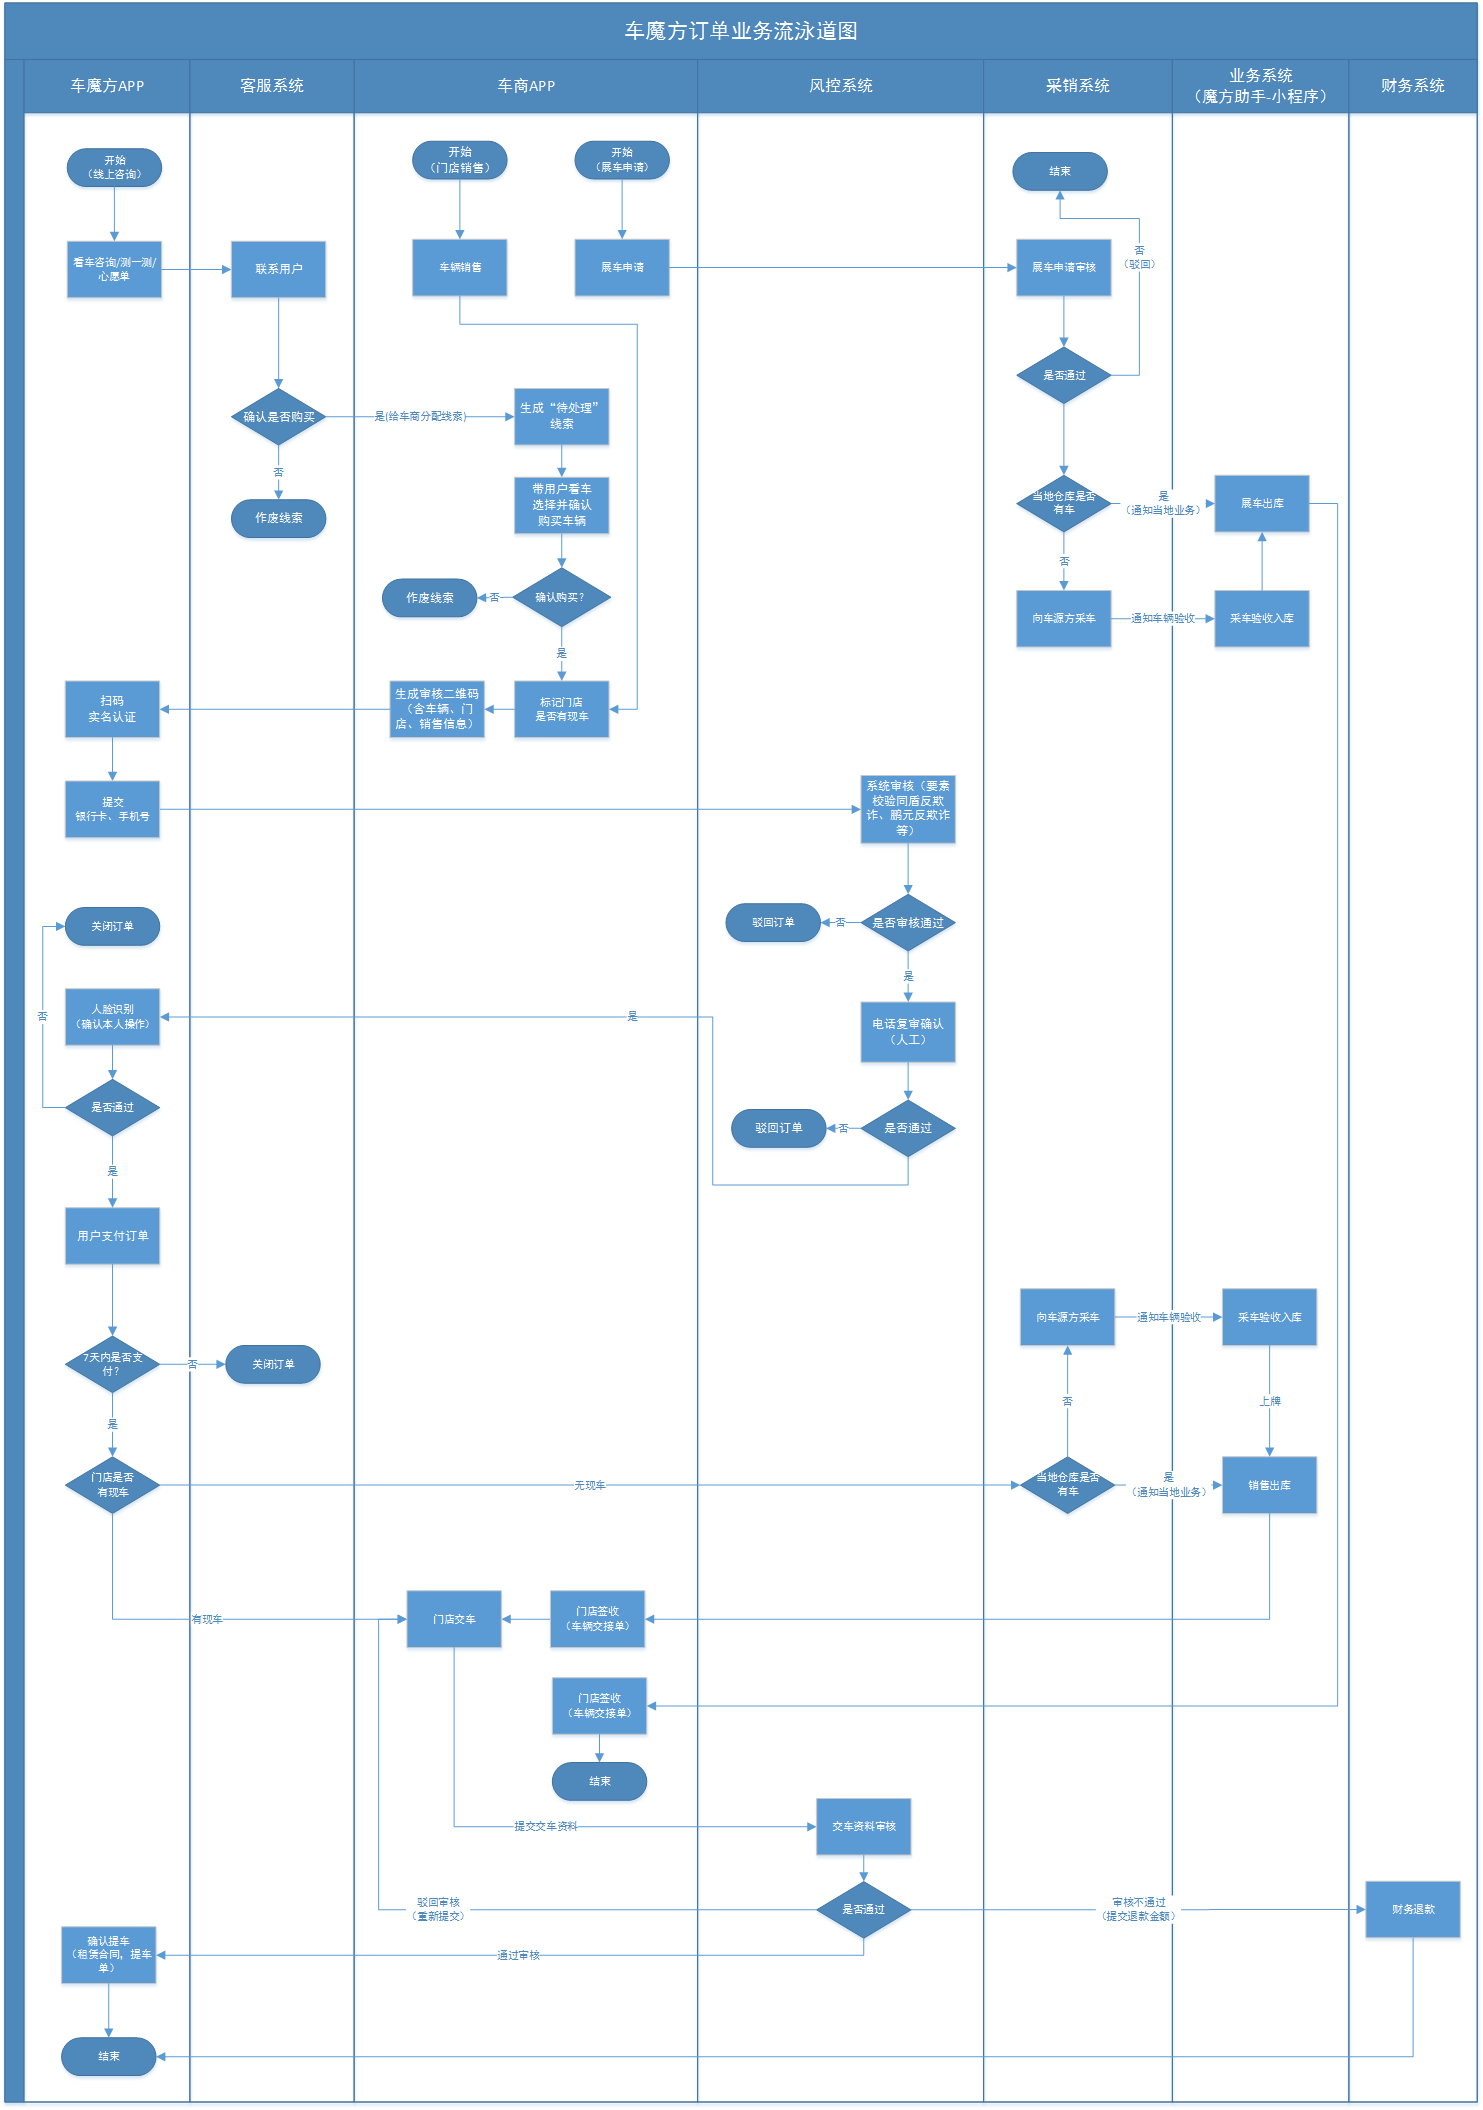 车魔方订单业务流泳道图
车魔方APP
客服系统
车商APP
风控系统
采销系统
业务系统
（魔方助手-小程序）
财务系统
开始
（线上咨询）
开始
（门店销售）
开始
（展车申请）
结束
看车咨询/测一测/
心愿单
联系用户
车辆销售
展车申请
展车申请审核
否
（驳回）
是否通过
确认是否购买
是(给车商分配线索)
生成“待处理”
线索
否
作废线索
带用户看车
选择并确认
购买车辆
当地仓库是否
有车
是
（通知当地业务）
展车出库
否
作废线索
否
确认购买？
向车源方采车
通知车辆验收
采车验收入库
是
扫码
实名认证
生成审核二维码
（含车辆、门
店、销售信息）
标记门店
是否有现车
提交
银行卡、手机号
系统审核（要素
校验同盾反欺
诈、鹏元反欺诈
等）
关闭订单
驳回订单
否
是否审核通过
是
人脸识别
（确认本人操作）
否
是
电话复审确认
（人工）
是否通过
驳回订单
否
是否通过
是
用户支付订单
向车源方采车
通知车辆验收
采车验收入库
7天内是否支
付？
否
关闭订单
是
否
上牌
门店是否
有现车
无现车
当地仓库是否
有车
是
（通知当地业务）
销售出库
有现车
门店交车
门店签收
（车辆交接单）
门店签收
（车辆交接单）
结束
提交交车资料
交车资料审核
驳回审核
（重新提交）
是否通过
审核不通过
（提交退款金额）
财务退款
确认提车
（租赁合同，提车
单）
通过审核
结束